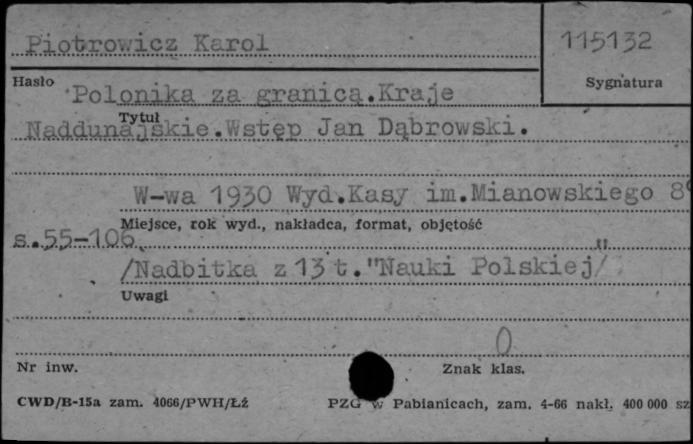 Piotrowicz Karol
115132
Hasło
Sygnatura
Polonika za granicą.Kraje
Tytuł
Naddunajskie.Wstęp Jan Dąbrowski.
W-wa 1930 Wyd.Kasy im.Mianowskiego 8°
Miejsce, rok wyd., nakładca, format, objętość
s.55-106
/Nadbitka z 13 t."Nauki Polskiej"/
Uwagi
0
Nr inw.
Znak klas.
CWD/B-15a zam. 4066/PWH/Łź
PZG w Pabianicach, zam. 4-66 nakł. 400 000 sz